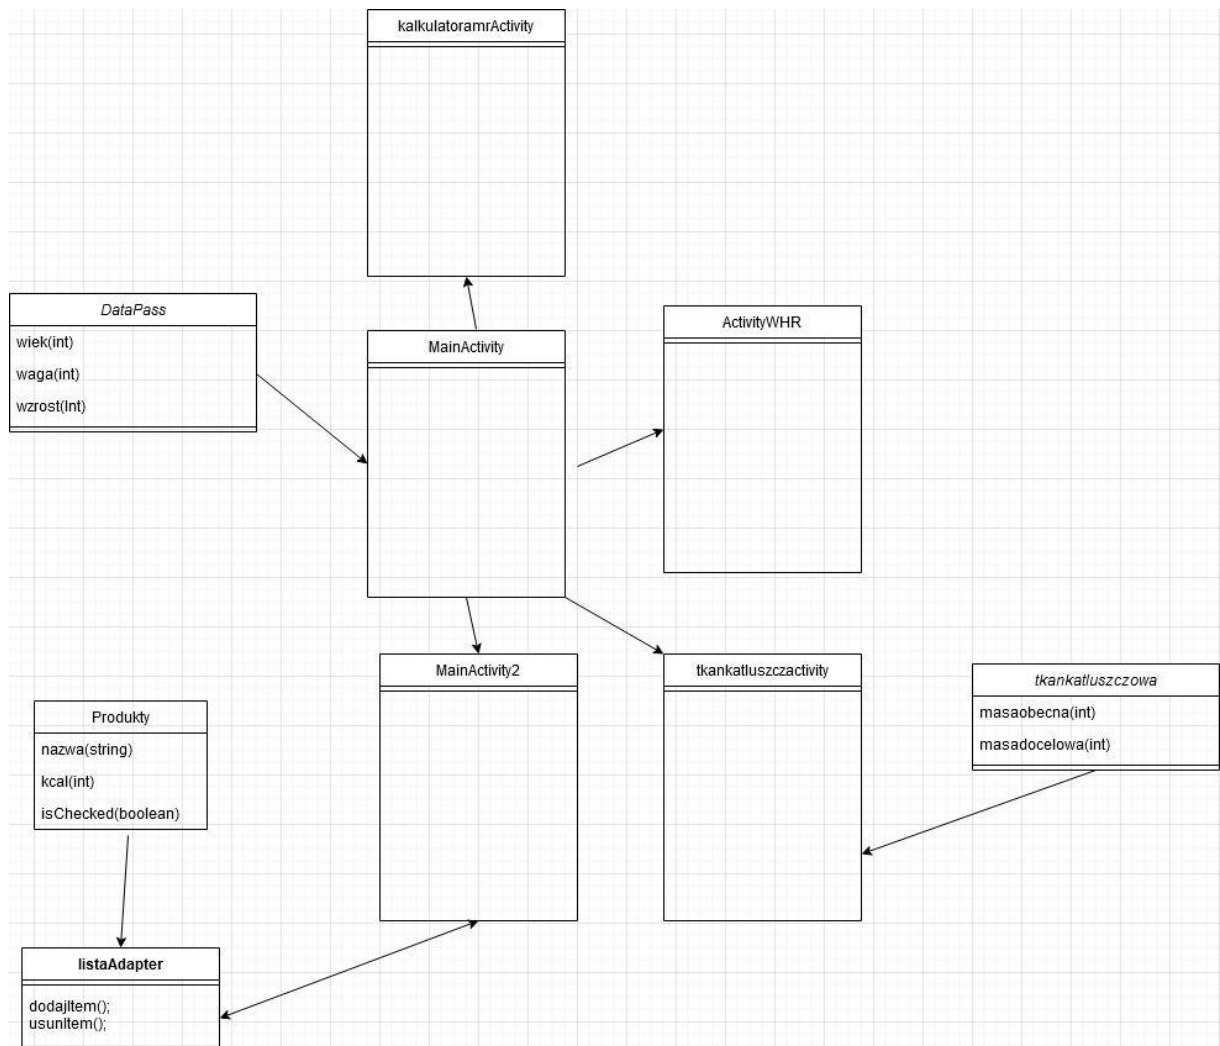 kalkulatoramrActivity
DataPass
wiek(int)
waga(int)
wzrost(Int)
MainActivity
ActivityWHR
MainActivity2
tkankatluszczactivity
tkankatluszczowa
masaobecna(int)
masadocelowa(int)
Produkty
nazwa(string)
kcal(int)
isChecked(boolean)
listaAdapter
dodajItem();
usunItem();